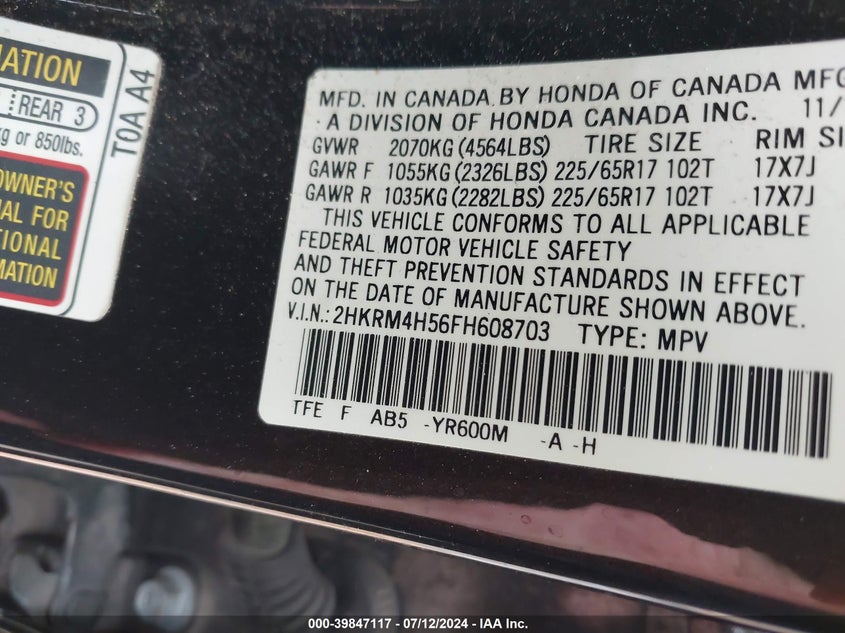 ATION
REAR 3
kg or 850lbs.
OWNER'S
AL FOR
TIONAL
MATION
T0A A4
MFD. IN CANADA BY HONDA OF CANADA MFG
A DIVISION OF HONDA CANADA INC. 11/
GVWR 2070KG (4564LBS) TIRE SIZE RIM SI
GAWR F 1055KG (2326LBS) 225/65R17 102T 17X7J
GAWR R 1035KG (2282LBS) 225/65R17 102T 17X7J
THIS VEHICLE CONFORMS TO ALL APPLICABLE
FEDERAL MOTOR VEHICLE SAFETY
AND THEFT PREVENTION STANDARDS IN EFFECT
ON THE DATE OF MANUFACTURE SHOWN ABOVE.
V.I.N.: 2HKRM4H56FH608703 TYPE: MPV
TFE F AB5 -YR600M -A -H
000-39847117 - 07/12/2024 - IAA Inc.